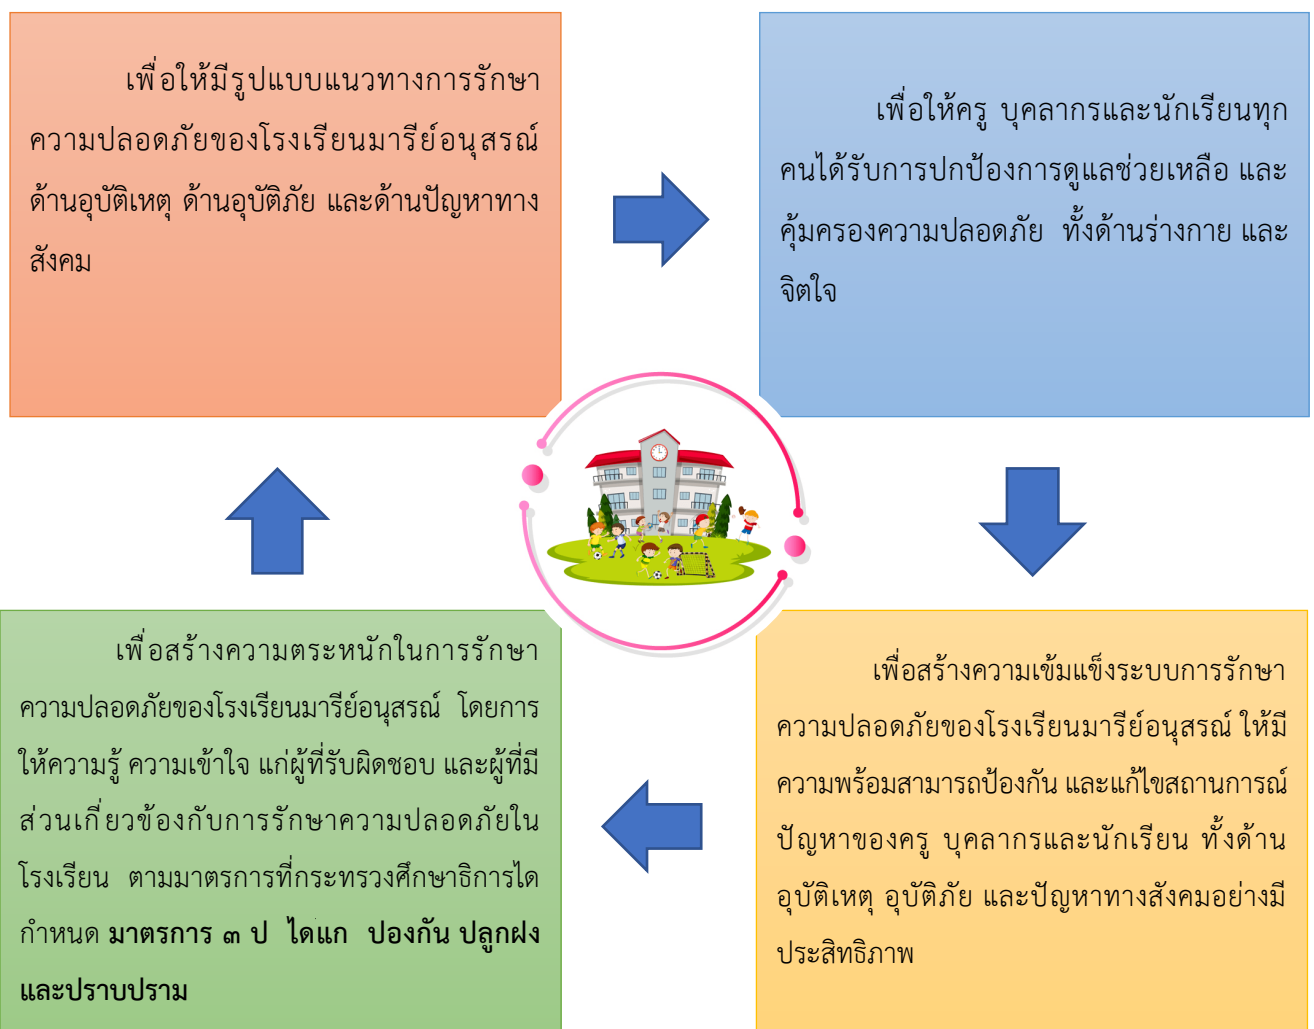 เพื่อให้มีรูปแบบแนวทางการรักษา
ความปลอดภัยของโรงเรียนมารีย์อนุสรณ์
ด้านอุบัติเหตุ ด้านอุบัติภัย และด้านปัญหาทาง
สังคม
เพื่อให้ครู บุคลากรและนักเรียนทุก
คนได้รับการปกป้องการดูแลช่วยเหลือ และ
คุ้มครองความปลอดภัย ทั้งด้านร่างกาย และ
จิตใจ
เพื่อสร้างความเข้มแข็งระบบการรักษา
ความปลอดภัยของโรงเรียนมารีย์อนุสรณ์ ให้มี
ความพร้อมสามารถป้องกัน และแก้ไขสถานการณ์
ปัญหาของครู บุคลากรและนักเรียน ทั้งด้าน
อุบัติเหตุ อุบัติภัย และปัญหาทางสังคมอย่างมี
ประสิทธิภาพ
เพื่อสร้างความตระหนักในการรักษา
ความปลอดภัยของโรงเรียนมารีย์อนุสรณ์ โดยการ
ให้ความรู้ ความเข้าใจ แก่ผู้ที่รับผิดชอบ และผู้ที่มี
ส่วนเกี่ยวข้องกับการรักษาความปลอดภัยใน
โรงเรียน ตามมาตรการที่กระทรวงศึกษาธิการได
กำหนด มาตรการ ๓ ป ไดแก ปองกัน ปลูกฝง
และปราบปราม